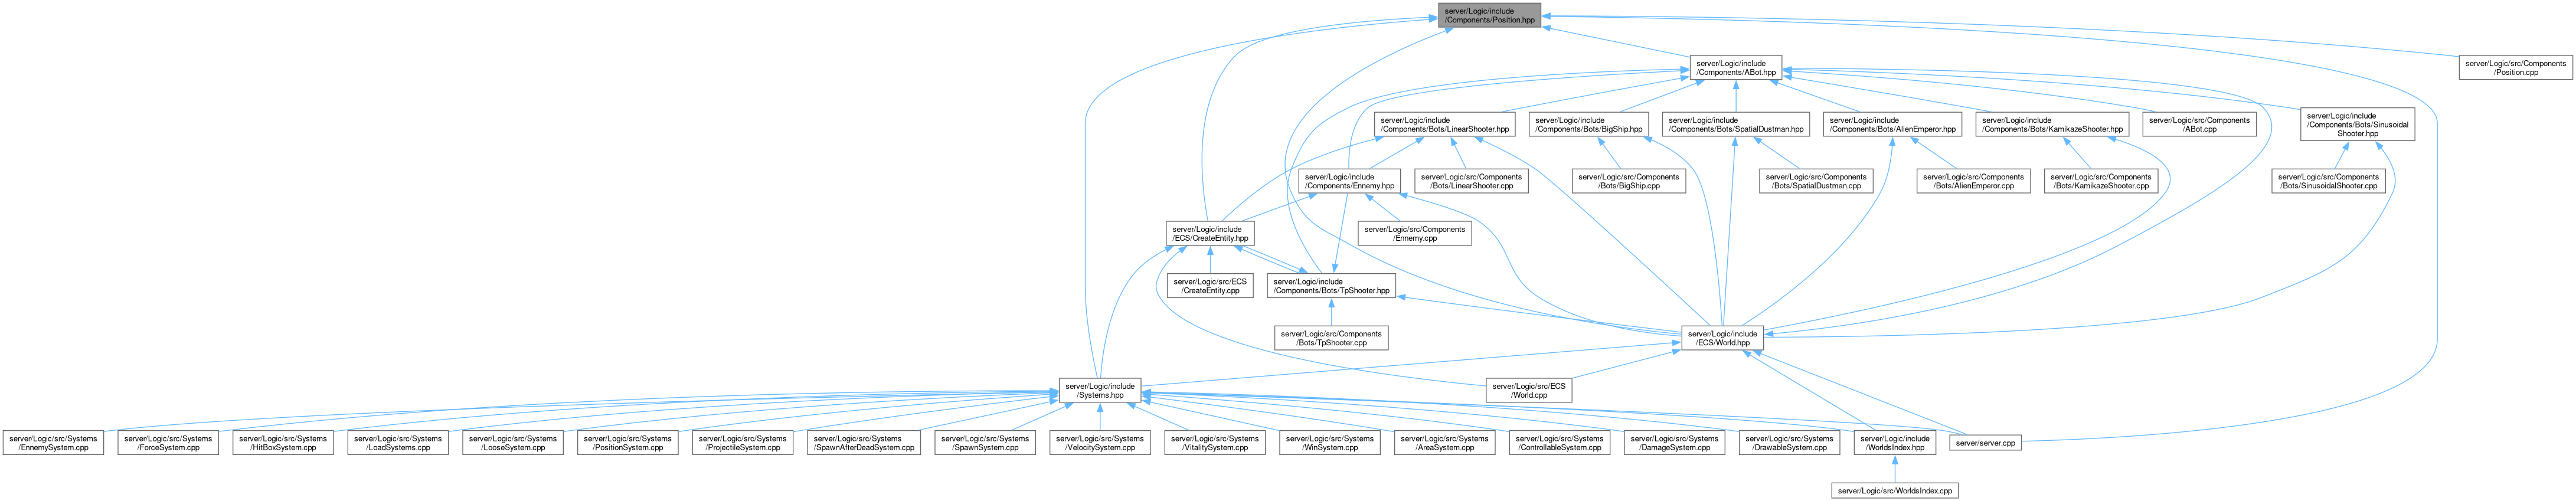 server/Logic/include
/Components/Position.hpp
server/Logic/include
/Components/ABot.hpp
server/Logic/src/Components
/Position.cpp
server/Logic/include
/Components/Bots/LinearShooter.hpp
server/Logic/include
/Components/Bots/BigShip.hpp
server/Logic/include
/Components/Bots/SpatialDustman.hpp
server/Logic/include
/Components/Bots/AlienEmperor.hpp
server/Logic/include
/Components/Bots/KamikazeShooter.hpp
server/Logic/src/Components
/ABot.cpp
server/Logic/include
/Components/Bots/Sinusoidal
Shooter.hpp
server/Logic/include
/Components/Ennemy.hpp
server/Logic/src/Components
/Bots/LinearShooter.cpp
server/Logic/src/Components
/Bots/BigShip.cpp
server/Logic/src/Components
/Bots/SpatialDustman.cpp
server/Logic/src/Components
/Bots/AlienEmperor.cpp
server/Logic/src/Components
/Bots/KamikazeShooter.cpp
server/Logic/src/Components
/Bots/SinusoidalShooter.cpp
server/Logic/include
/ECS/CreateEntity.hpp
server/Logic/src/Components
/Ennemy.cpp
server/Logic/src/ECS
/CreateEntity.cpp
server/Logic/include
/Components/Bots/TpShooter.hpp
server/Logic/src/Components
/Bots/TpShooter.cpp
server/Logic/include
/ECS/World.hpp
server/Logic/include
/Systems.hpp
server/Logic/src/ECS
/World.cpp
server/Logic/src/Systems
/EnnemySystem.cpp
server/Logic/src/Systems
/ForceSystem.cpp
server/Logic/src/Systems
/HitBoxSystem.cpp
server/Logic/src/Systems
/LoadSystems.cpp
server/Logic/src/Systems
/LooseSystem.cpp
server/Logic/src/Systems
/PositionSystem.cpp
server/Logic/src/Systems
/ProjectileSystem.cpp
server/Logic/src/Systems
/SpawnAfterDeadSystem.cpp
server/Logic/src/Systems
/SpawnSystem.cpp
server/Logic/src/Systems
/VelocitySystem.cpp
server/Logic/src/Systems
/VitalitySystem.cpp
server/Logic/src/Systems
/WinSystem.cpp
server/Logic/src/Systems
/AreaSystem.cpp
server/Logic/src/Systems
/ControllableSystem.cpp
server/Logic/src/Systems
/DamageSystem.cpp
server/Logic/src/Systems
/DrawableSystem.cpp
server/Logic/include
/WorldsIndex.hpp
server/server.cpp
server/Logic/src/WorldsIndex.cpp